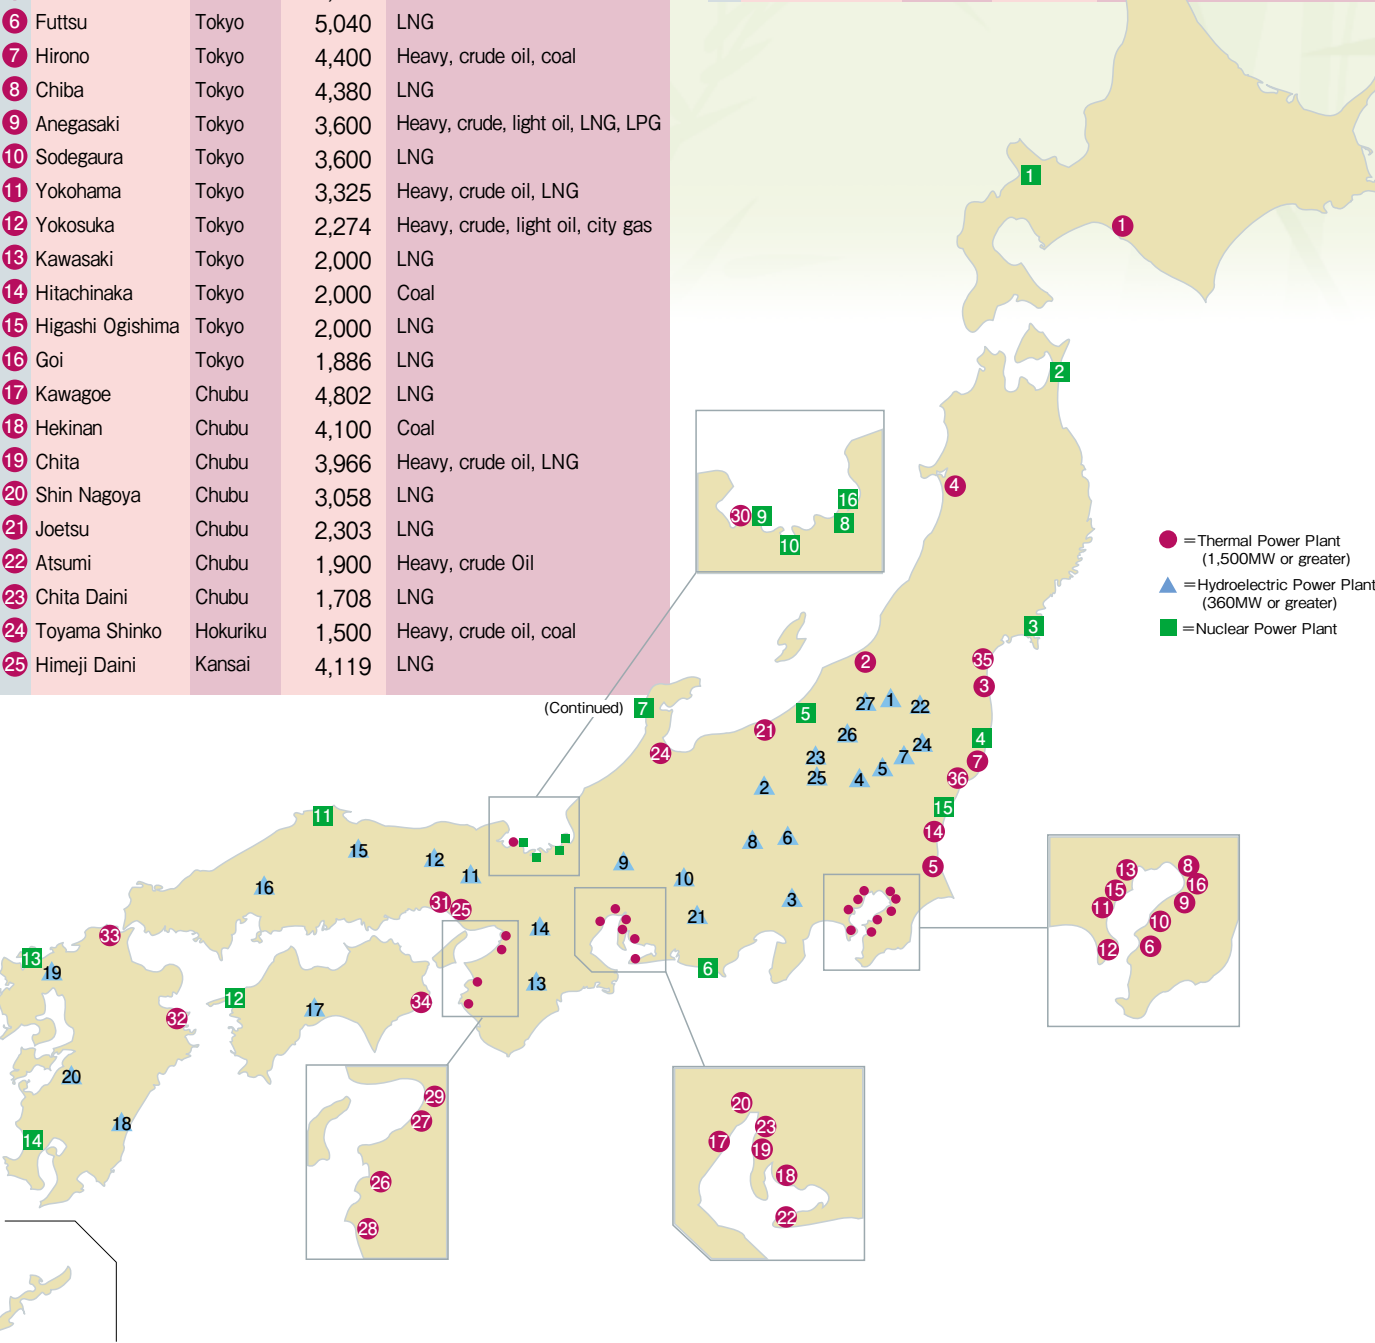 6 Futtsu Tokyo 5,040 LNG
7 Hirono Tokyo 4,400 Heavy, crude oil, coal
8 Chiba Tokyo 4,380 LNG
9 Anegasaki Tokyo 3,600 Heavy, crude, light oil, LNG, LPG
10 Sodegaura Tokyo 3,600 LNG
11 Yokohama Tokyo 3,325 Heavy, crude oil, LNG
12 Yokosuka Tokyo 2,274 Heavy, crude, light oil, city gas
13 Kawasaki Tokyo 2,000 LNG
14 Hitachinaka Tokyo 2,000 Coal
15 Higashi Ogishima Tokyo 2,000 LNG
16 Goi Tokyo 1,886 LNG
17 Kawagoe Chubu 4,802 LNG
18 Hekinan Chubu 4,100 Coal
19 Chita Chubu 3,966 Heavy, crude oil, LNG
20 Shin Nagoya Chubu 3,058 LNG
21 Joetsu Chubu 2,303 LNG
22 Atsumi Chubu 1,900 Heavy, crude Oil
23 Chita Daini Chubu 1,708 LNG
24 Toyama Shinko Hokuriku 1,500 Heavy, crude oil, coal
25 Himeji Daini Kansai 4,119 LNG
(Continued)
1
1
2
4
30 9 16
8
10
=Thermal Power Plant
(1,500MW or greater)
=Hydroelectric Power Plant
(360MW or greater)
=Nuclear Power Plant
3
2 35
3
7 5 27 1 22
21 26 24 4
24 23 7 7
25 4 5 36
2
15
11 14
15 12 8 6
16 11 9 10 5
31 25 3
33 14 21
13 19 6
12 17 34 13
32
20
18
14
13 8
15 16
11 9
10
12 6
29
27
26
28
20
23
17 19
18
22